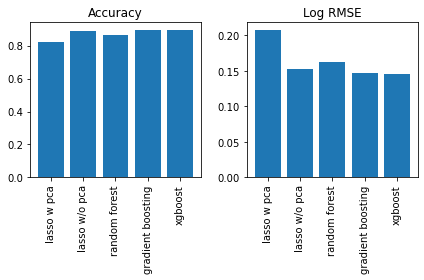 Accuracy
0.8
0.6
0.4
0.2
0.0
lasso w pca
lasso w/o pca
random forest
gradient boosting
xgboost
Log RMSE
0.20
0.15
0.10
0.05
0.00
lasso w pca
lasso w/o pca
random forest
gradient boosting
xgboost